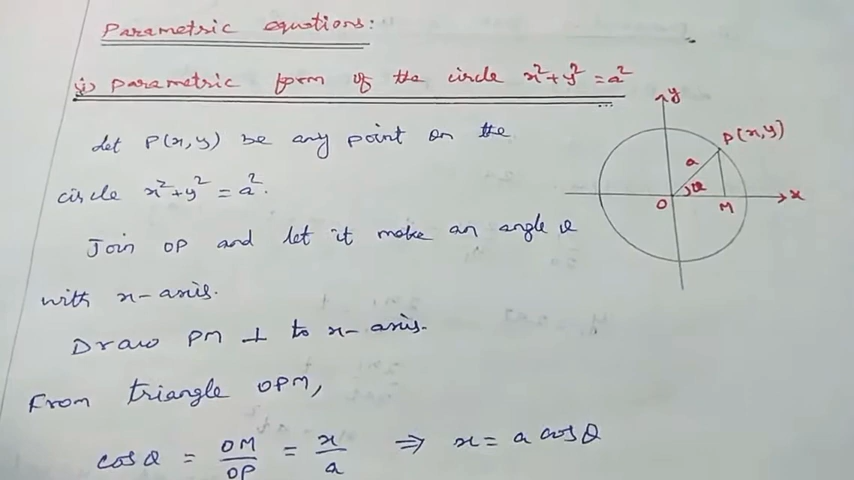 Parametric equations:
(i) Parametric form of the circle x²+y²=a²
Let P(x,y) be any point on the
circle x²+y²=a².
Join OP and let it make an angle θ
with x-axis.
Draw PM ⊥ to x-axis.
From triangle OPM,
cosθ = OM/OP = x/a ⇒ x = a cosθ
y
P(x,y)
a
θ
O
M
x